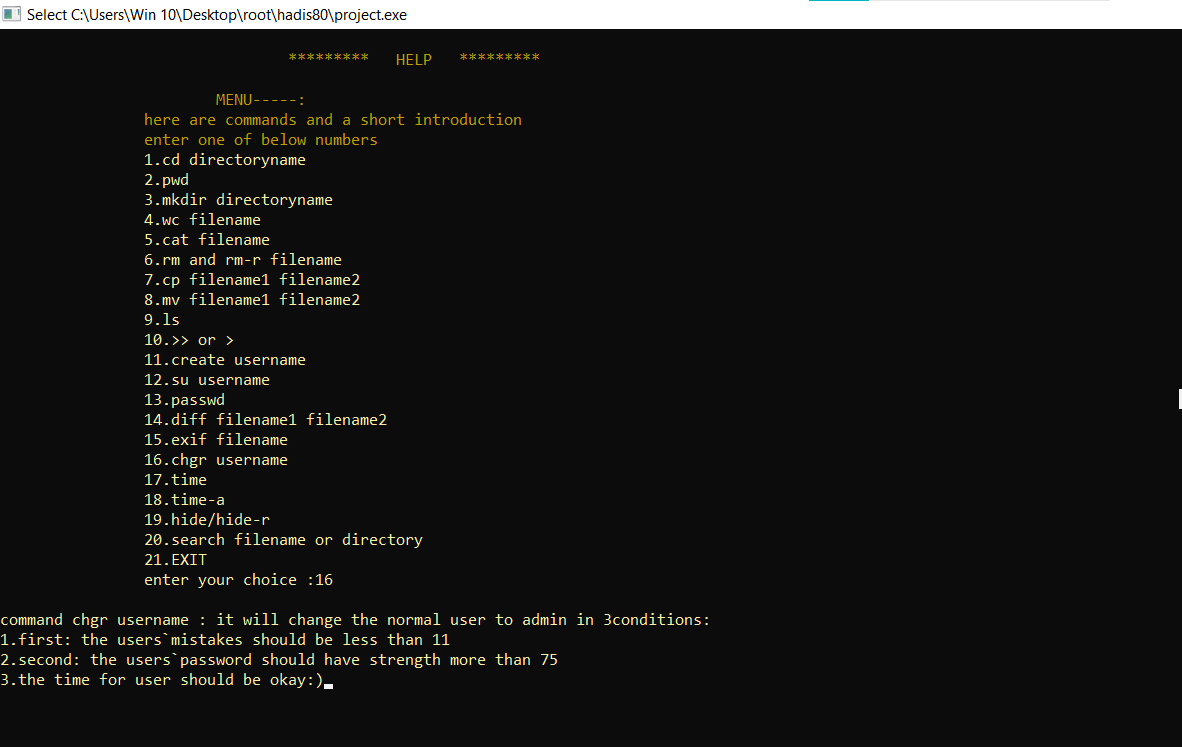 Select C:\Users\Win 10\Desktop\root\hadis80\project.exe
********* HELP *********
MENU-----:
here are commands and a short introduction
enter one of below numbers
1.cd directoryname
2.pwd
3.mkdir directoryname
4.wc filename
5.cat filename
6.rm and rm-r filename
7.cp filename1 filename2
8.mv filename1 filename2
9.ls
10.>> or >
11.create username
12.su username
13.passwd
14.diff filename1 filename2
15.exif filename
16.chgr username
17.time
18.time-a
19.hide/hide-r
20.search filename or directory
21.EXIT
enter your choice :16
command chgr username : it will change the normal user to admin in 3conditions:
1.first: the users`mistakes should be less than 11
2.second: the users`password should have strength more than 75
3.the time for user should be okay:)